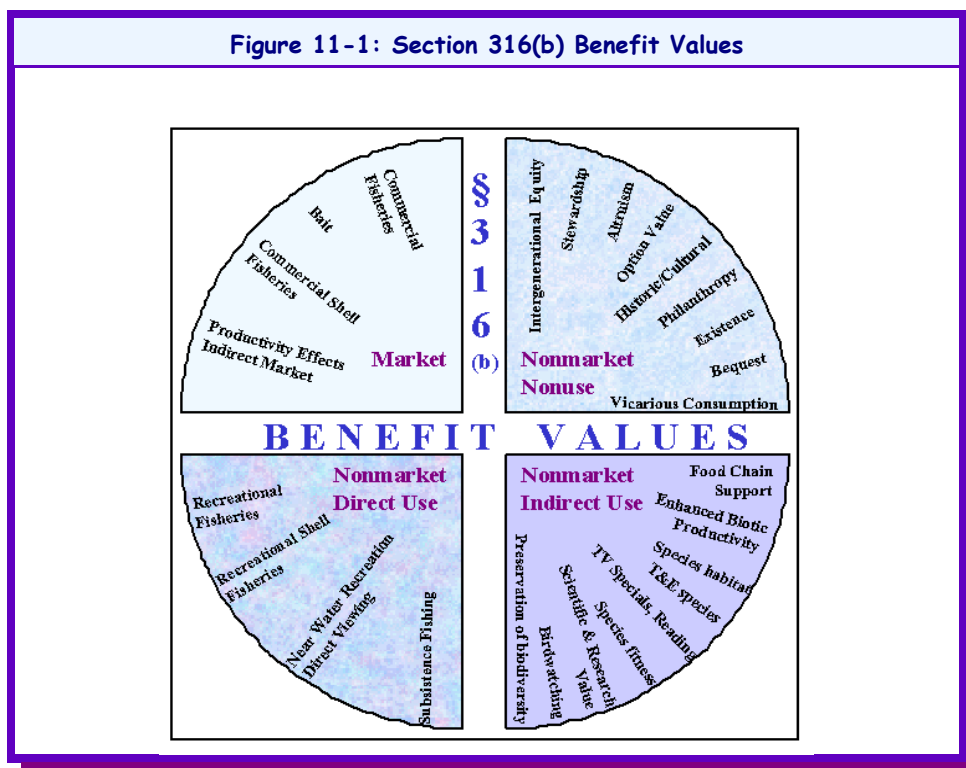 Figure 11-1: Section 316(b) Benefit Values
Commercial
Fisheries
Bait
Commercial Shell
Fisheries
Productivity Effects
Indirect Market
Market
§
3
1
6
(b)
Intergenerational Equity
Stewardship
Altruism
Option Value
Historic/Cultural
Philanthropy
Existence
Bequest
Vicarious Consumption
Nonmarket
Nonuse
BENEFIT VALUES
Nonmarket
Direct Use
Recreational
Fisheries
Recreational Shell
Fisheries
Near Water Recreation
Direct Viewing
Subsistence Fishing
Nonmarket
Indirect Use
Food Chain
Support
Enhanced Biotic
Productivity
Species habitat
T&E species
TV Specials, Reading
Species fitness
Scientific & Research
Value
Birdwatching
Preservation of biodiversity